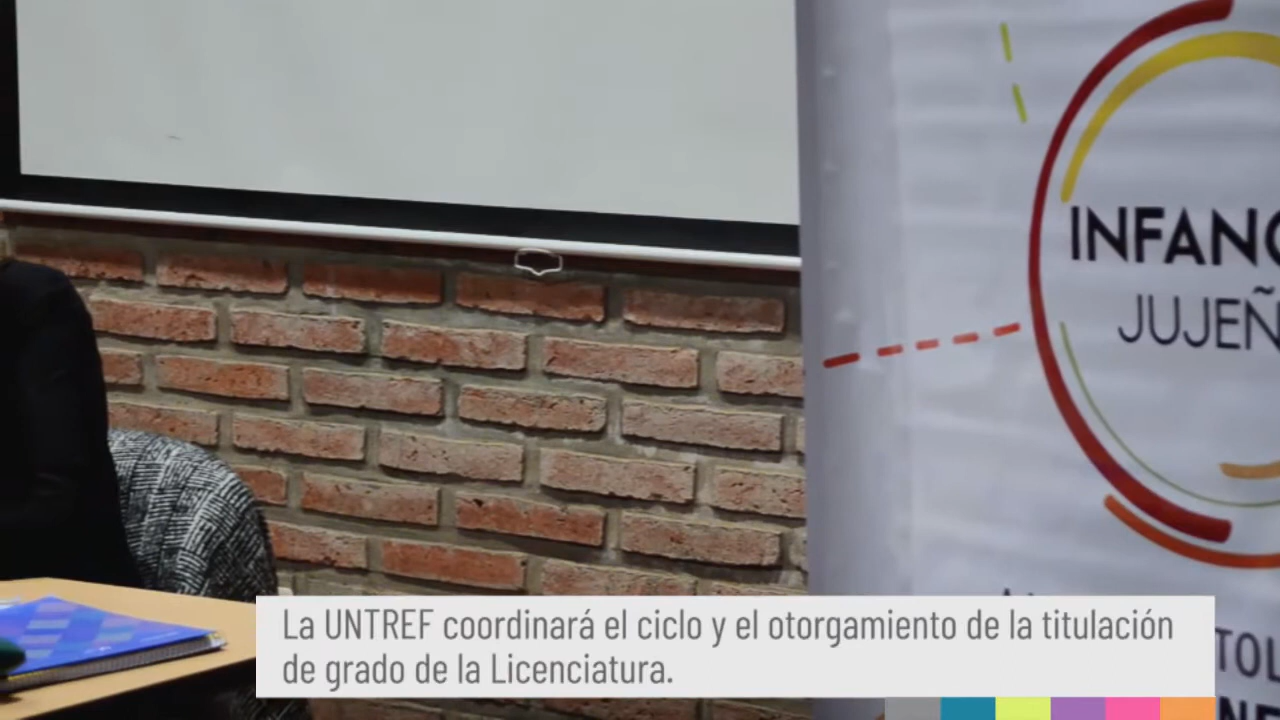 INFANC
JUJEÑ
La UNTREF coordinará el ciclo y el otorgamiento de la titulación
de grado de la Licenciatura.
TOL